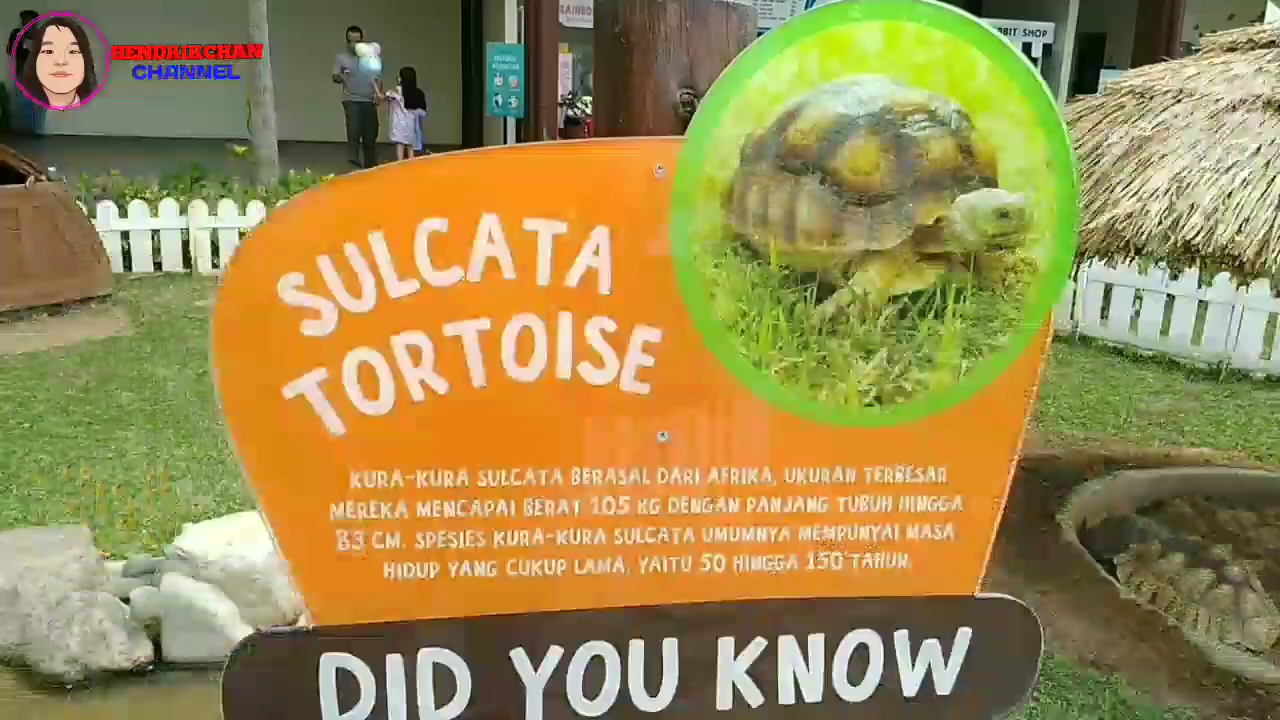 HENDRIKCHAN
CHANNEL
RAINBO
BBIT SHOP
SULCATA
TORTOISE
KURA-KURA SULCATA BERASAL DARI AFRIKA, UKURAN TERBESAR
MEREKA MENCAPAI BERAT 105 KG DENGAN PANJANG TUBUH HINGGA
83 CM. SPESIES KURA-KURA SULCATA UMUMNYA MEMPUNYAI MASA
HIDUP YANG CUKUP LAMA, YAITU 50 HINGGA 150 TAHUN.
DID YOU KNOW